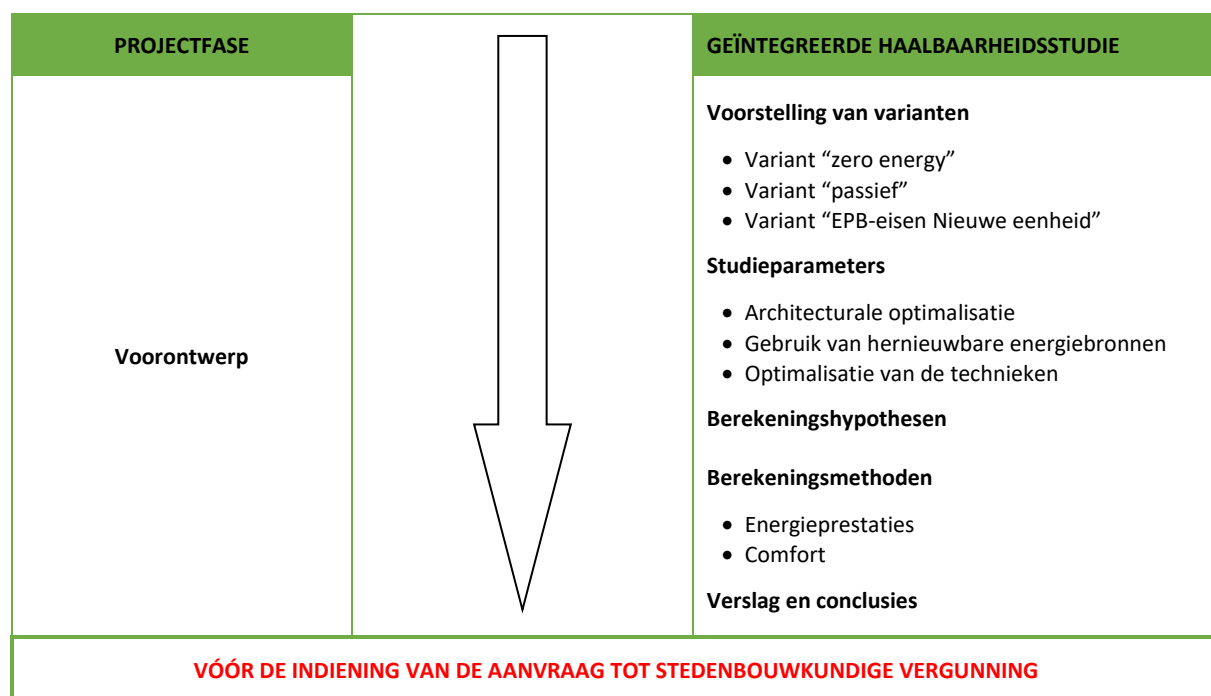 PROJECTFASE
GEÏNTEGREERDE HAALBAARHEIDSSTUDIE
Voorontwerp
Voorstelling van varianten
• Variant “zero energy”
• Variant “passief”
• Variant “EPB-eisen Nieuwe eenheid”
Studieparameters
• Architecturale optimalisatie
• Gebruik van hernieuwbare energiebronnen
• Optimalisatie van de technieken
Berekeningshypothesen
Berekeningsmethoden
• Energieprestaties
• Comfort
Verslag en conclusies
VÓÓR DE INDIENING VAN DE AANVRAAG TOT STEDENBOUWKUNDIGE VERGUNNING